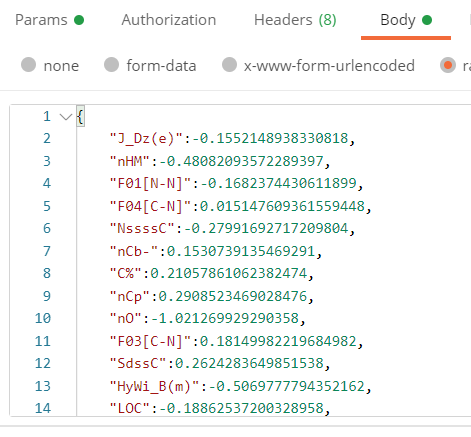 Params Authorization Headers (8) Body
none form-data x-www-form-urlencoded
1 {
2 "J_Dz(e)":-0.1552148938330818,
3 "nHM":-0.48082093572289397,
4 "F01[N-N]":-0.1682374430611899,
5 "F04[C-N]":0.015147609361559448,
6 "NssssC":-0.27991692717209804,
7 "nCb-":0.1530739135469291,
8 "C%":0.21057861062382474,
9 "nCp":0.2908523469028476,
10 "nO":-1.021269929290358,
11 "F03[C-N]":0.18149982219684982,
12 "SdssC":0.2624283649851538,
13 "HyWi_B(m)":-0.5069777794352162,
14 "LOC":-0.18862537200328958,